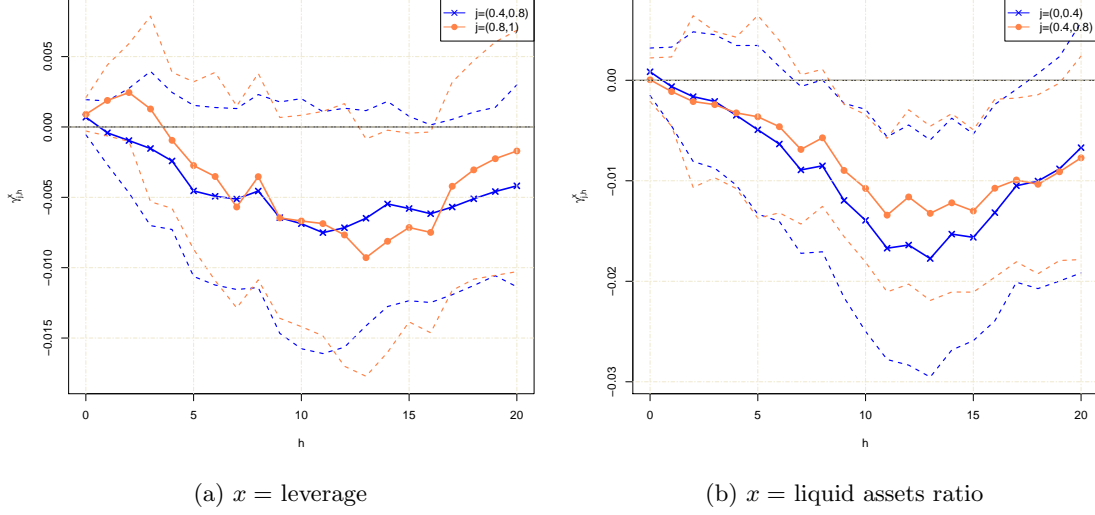 j=(0.4,0.8)
j=(0.8,1)
0.005
0.000
−0.005
−0.010
−0.015
γˣⱼ,ₕ
0
5
10
15
20
h
(a) x = leverage
j=(0,0.4)
j=(0.4,0.8)
0.00
−0.01
−0.02
−0.03
γˣⱼ,ₕ
0
5
10
15
20
h
(b) x = liquid assets ratio